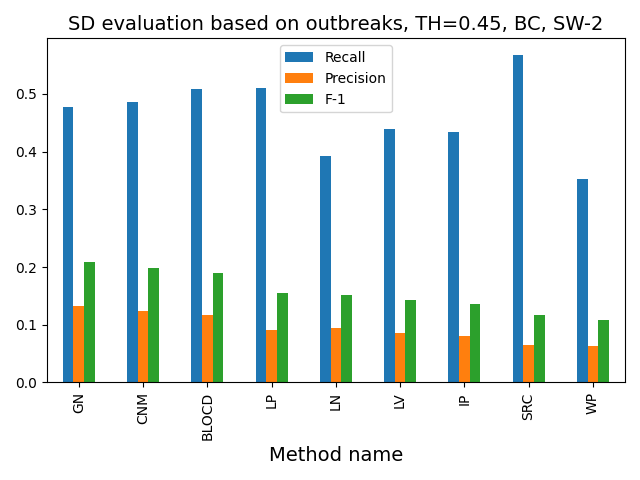 SD evaluation based on outbreaks, TH=0.45, BC, SW-2
Recall
Precision
F-1
0.5
0.4
0.3
0.2
0.1
0.0
GN
CNM
BLOCD
LP
LN
LV
IP
SRC
WP
Method name